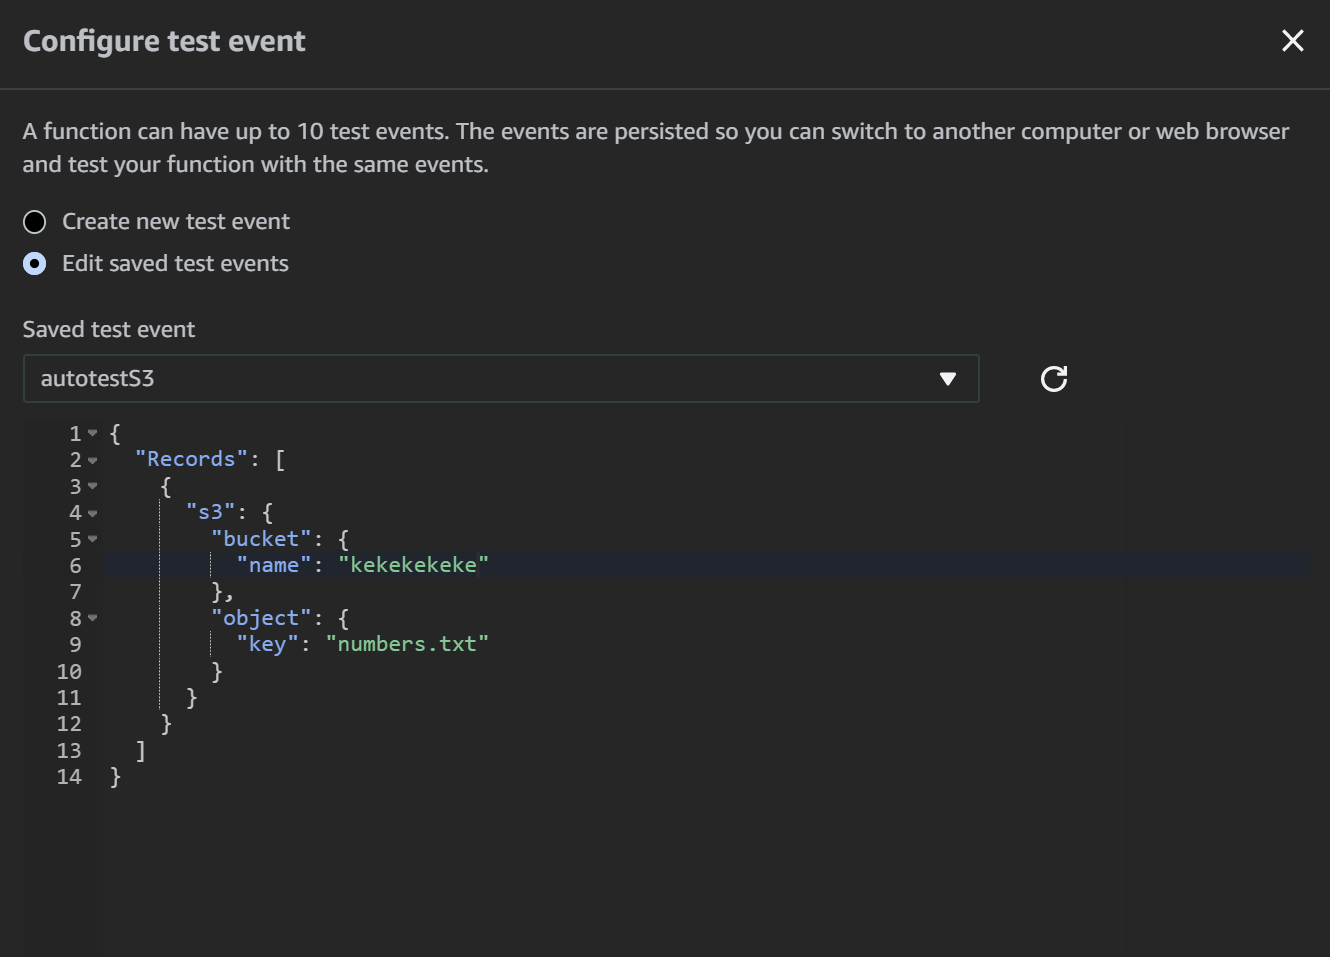 Configure test event
A function can have up to 10 test events. The events are persisted so you can switch to another computer or web browser
and test your function with the same events.
Create new test event
Edit saved test events
Saved test event
autotestS3
1 {
2   "Records": [
3     {
4       "s3": {
5         "bucket": {
6           "name": "kekekekeke"
7         },
8         "object": {
9           "key": "numbers.txt"
10         }
11       }
12     }
13   ]
14 }